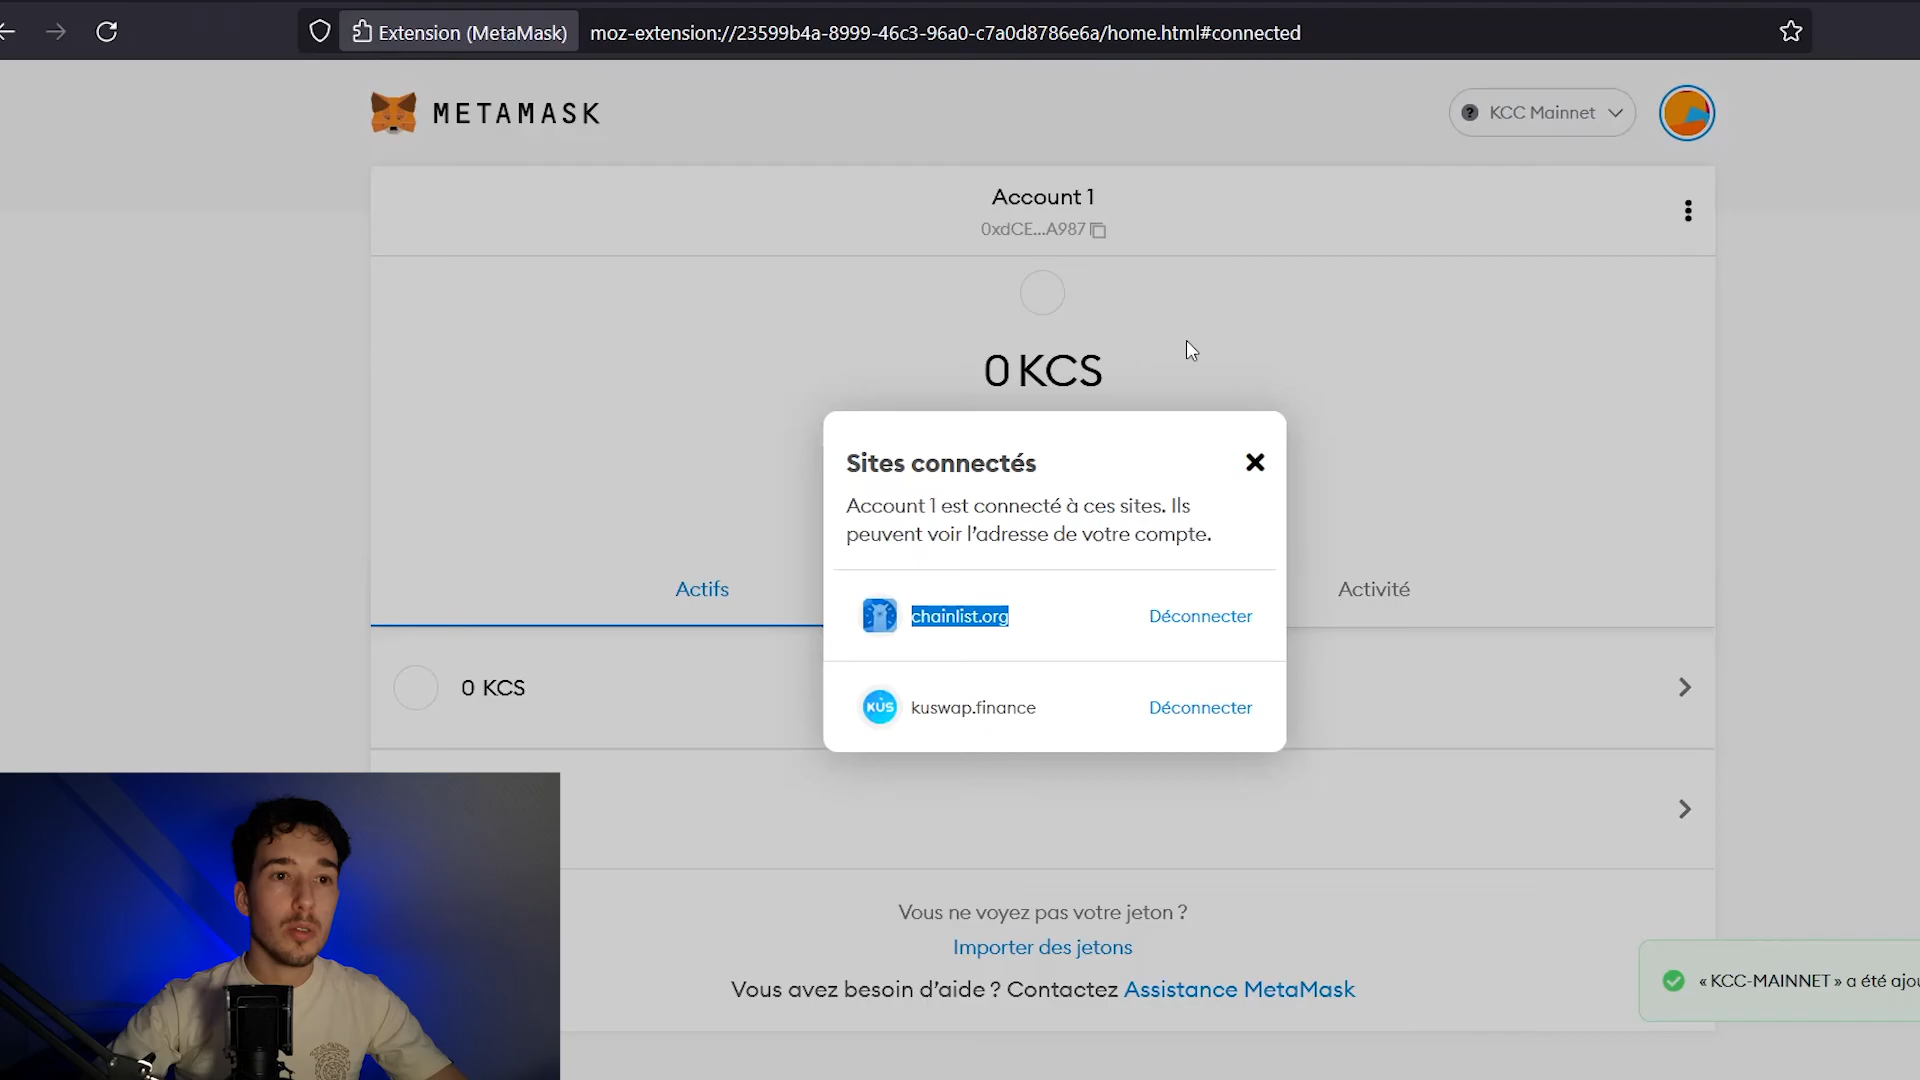 Extension (MetaMask)
moz-extension://23599b4a-8999-46c3-96a0-c7a0d8786e6a/home.html#connected
METAMASK
KCC Mainnet
Account 1
0xdCE...A987
0 KCS
Sites connectés
Account 1 est connecté à ces sites. Ils
peuvent voir l'adresse de votre compte.
Actifs
Activité
chainlist.org
Déconnecter
0 KCS
KUS
kuswap.finance
Déconnecter
Vous ne voyez pas votre jeton ?
Importer des jetons
Vous avez besoin d'aide ? Contactez Assistance MetaMask
« KCC-MAINNET » a été ajou